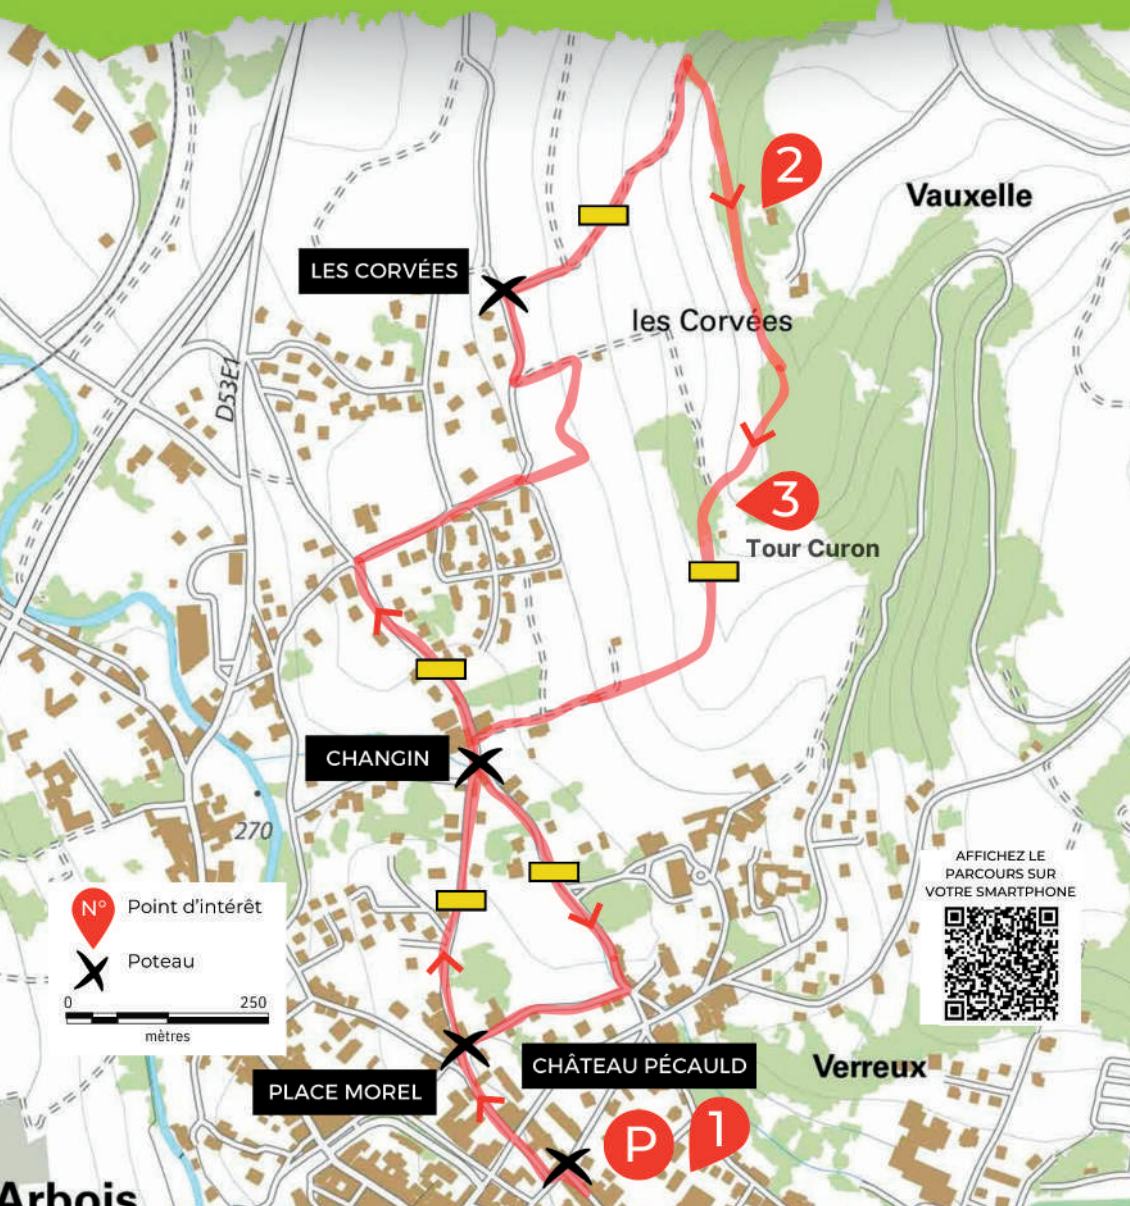 2
Vauxelle
LES CORVÉES
les Corvées
D53E1
3
Tour Curon
CHANGIN
270
AFFICHEZ LE
PARCOURS SUR
VOTRE SMARTPHONE
N° Point d'intérêt
Poteau
0 250
mètres
CHÂTEAU PÉCAULD
Verreux
PLACE MOREL
P
1
Arbois